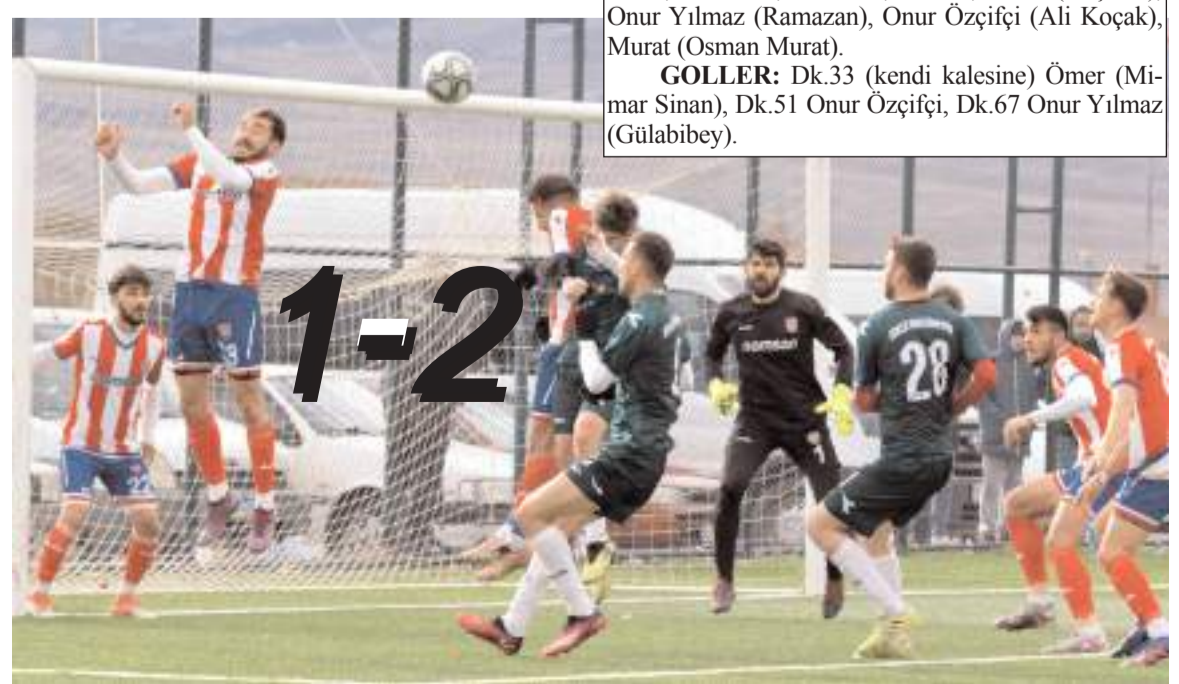 Onur Yılmaz (Ramazan), Onur Özçifçi (Ali Koçak),
Murat (Osman Murat).
GOLLER: Dk.33 (kendi kalesine) Ömer (Mi-
mar Sinan), Dk.51 Onur Özçifçi, Dk.67 Onur Yılmaz
(Gülabibey).
1-2
28